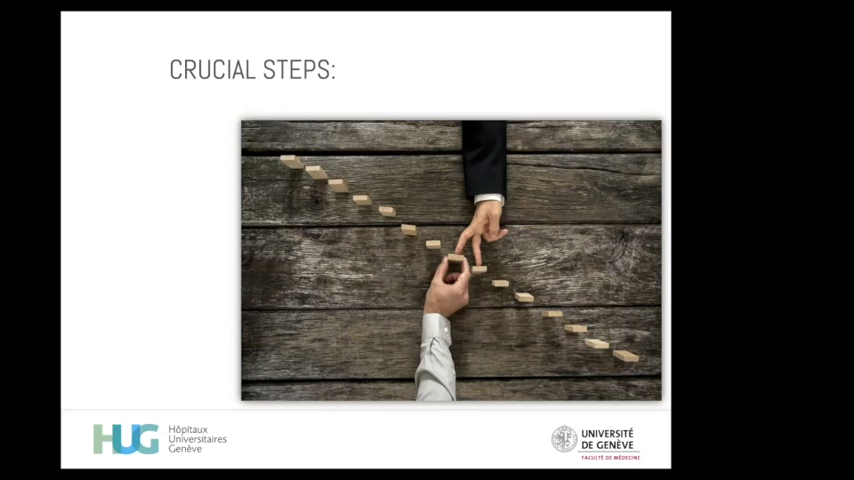 CRUCIAL STEPS:
HUG
Hôpitaux
Universitaires
Genève
UNIVERSITÉ
DE GENÈVE
FACULTÉ DE MÉDECINE